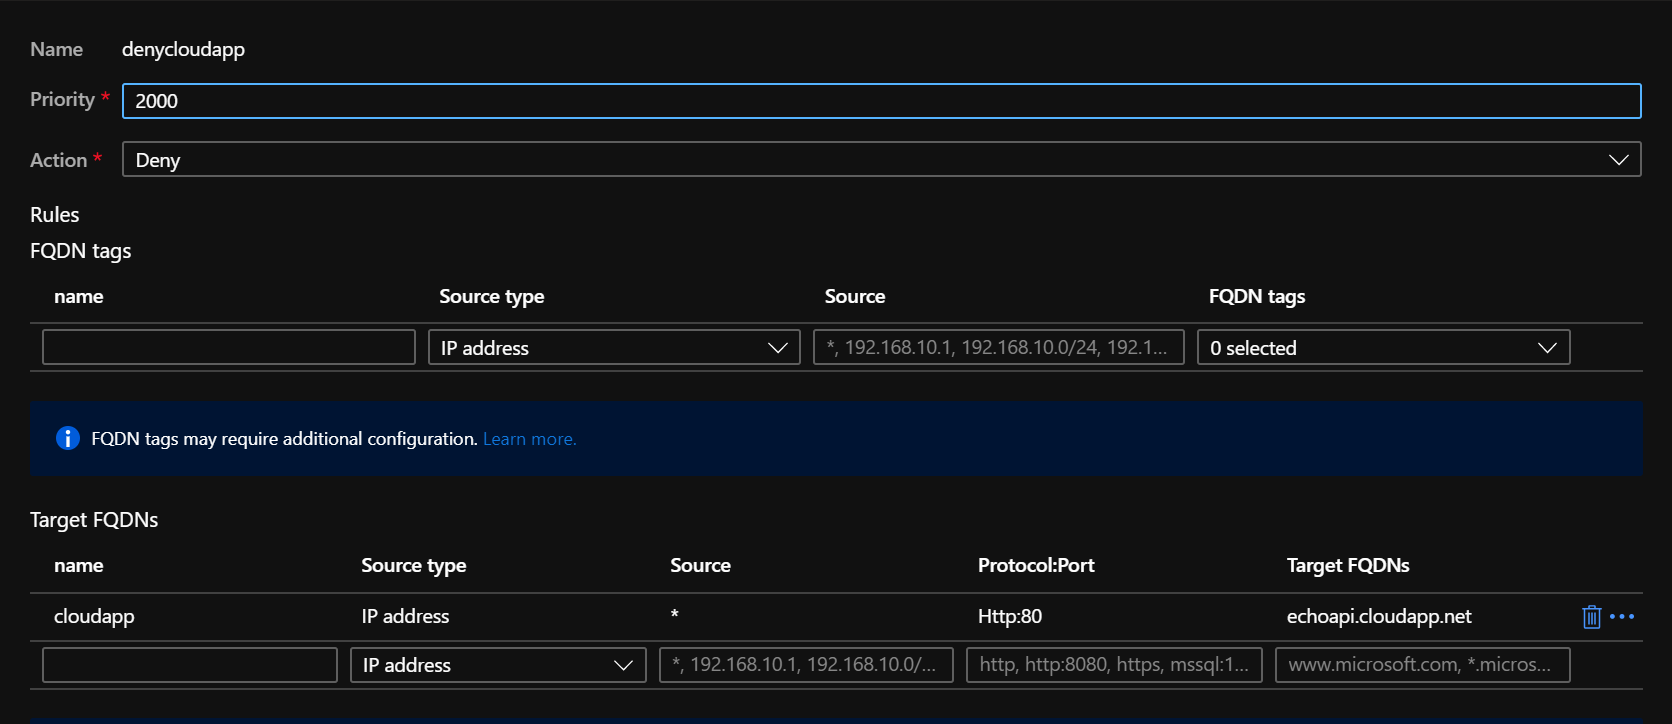 Name denycloudapp
Priority * 2000
Action * Deny
Rules
FQDN tags
name Source type Source FQDN tags
IP address *, 192.168.10.1, 192.168.10.0/24, 192.1... 0 selected
FQDN tags may require additional configuration. Learn more.
Target FQDNs
name Source type Source Protocol:Port Target FQDNs
cloudapp IP address * Http:80 echoapi.cloudapp.net
IP address *, 192.168.10.1, 192.168.10.0/... http, http:8080, https, mssql:1... www.microsoft.com, *.micros...